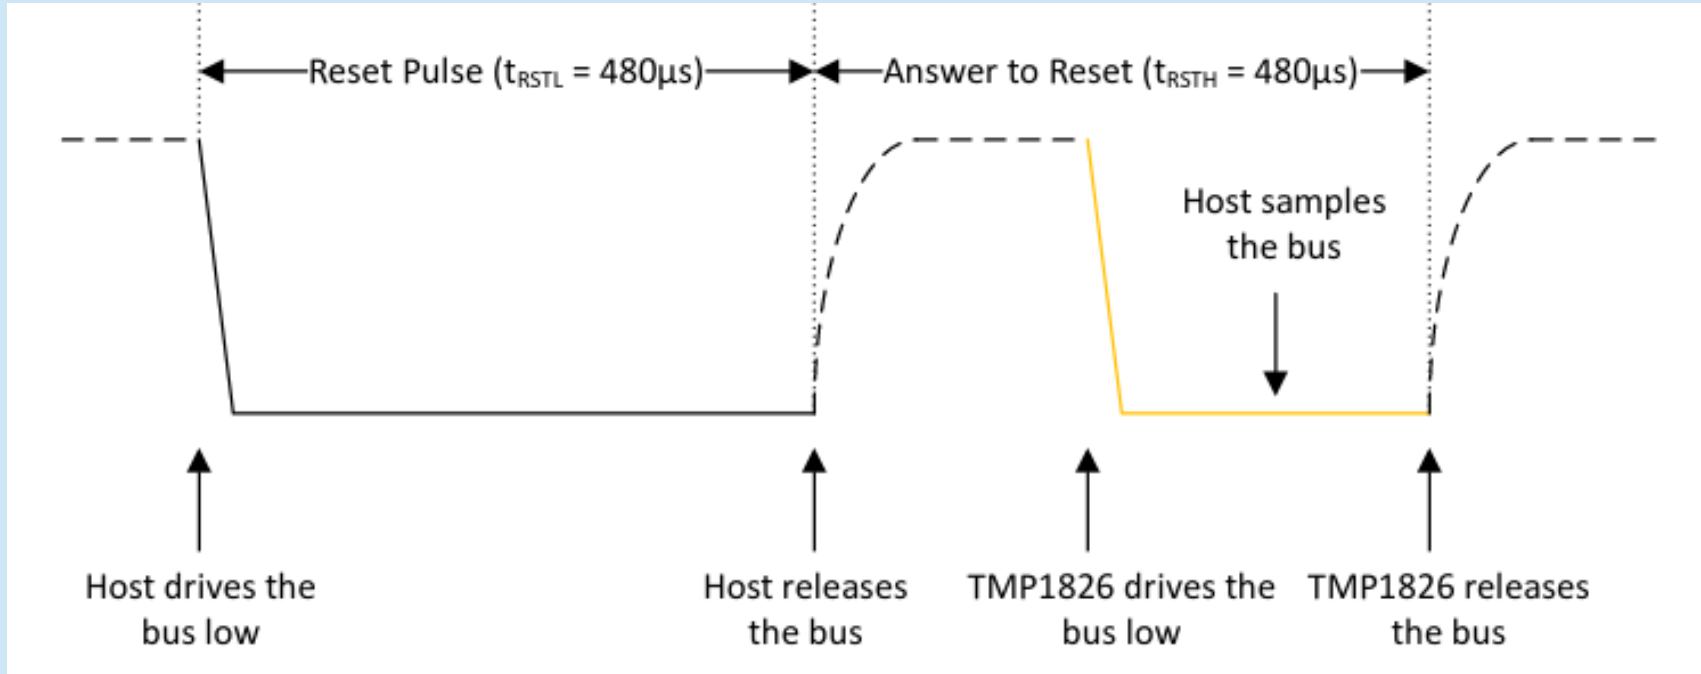 Reset Pulse (tRSTL = 480µs)
Answer to Reset (tRSTH = 480µs)
Host samples
the bus
Host drives the
bus low
Host releases
the bus
TMP1826 drives the
bus low
TMP1826 releases
the bus